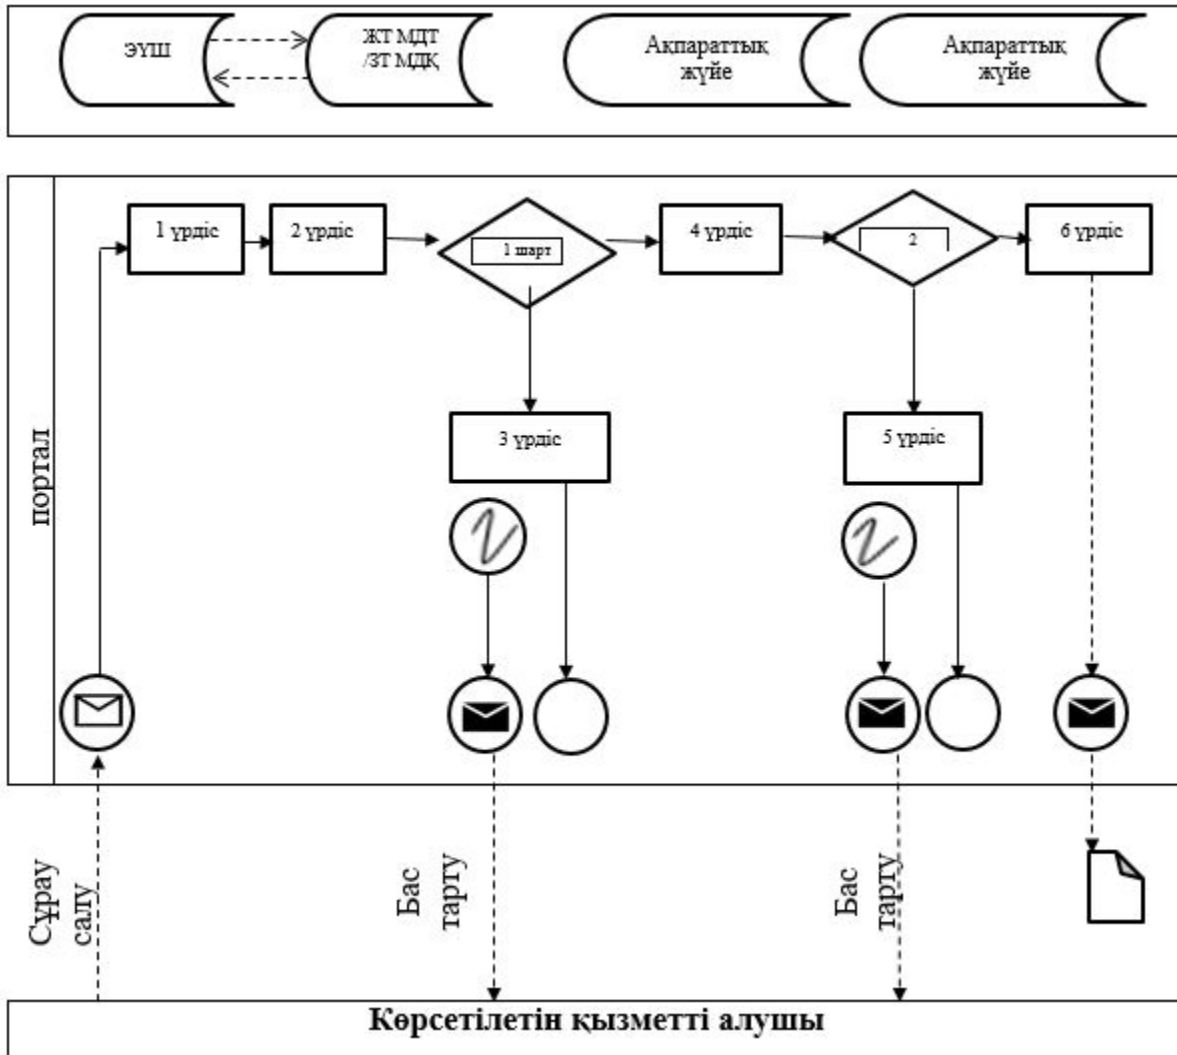 ЭҮШ
ЖТ МДТ
/ЗТ МДҚ
Ақпараттық
жүйе
Ақпараттық
жүйе
1 үрдіс
2 үрдіс
1 шарт
4 үрдіс
2
6 үрдіс
3 үрдіс
5 үрдіс
портал
Сұрау
салу
Бас
тарту
Бас
тарту
Көрсетілетін қызметті алушы